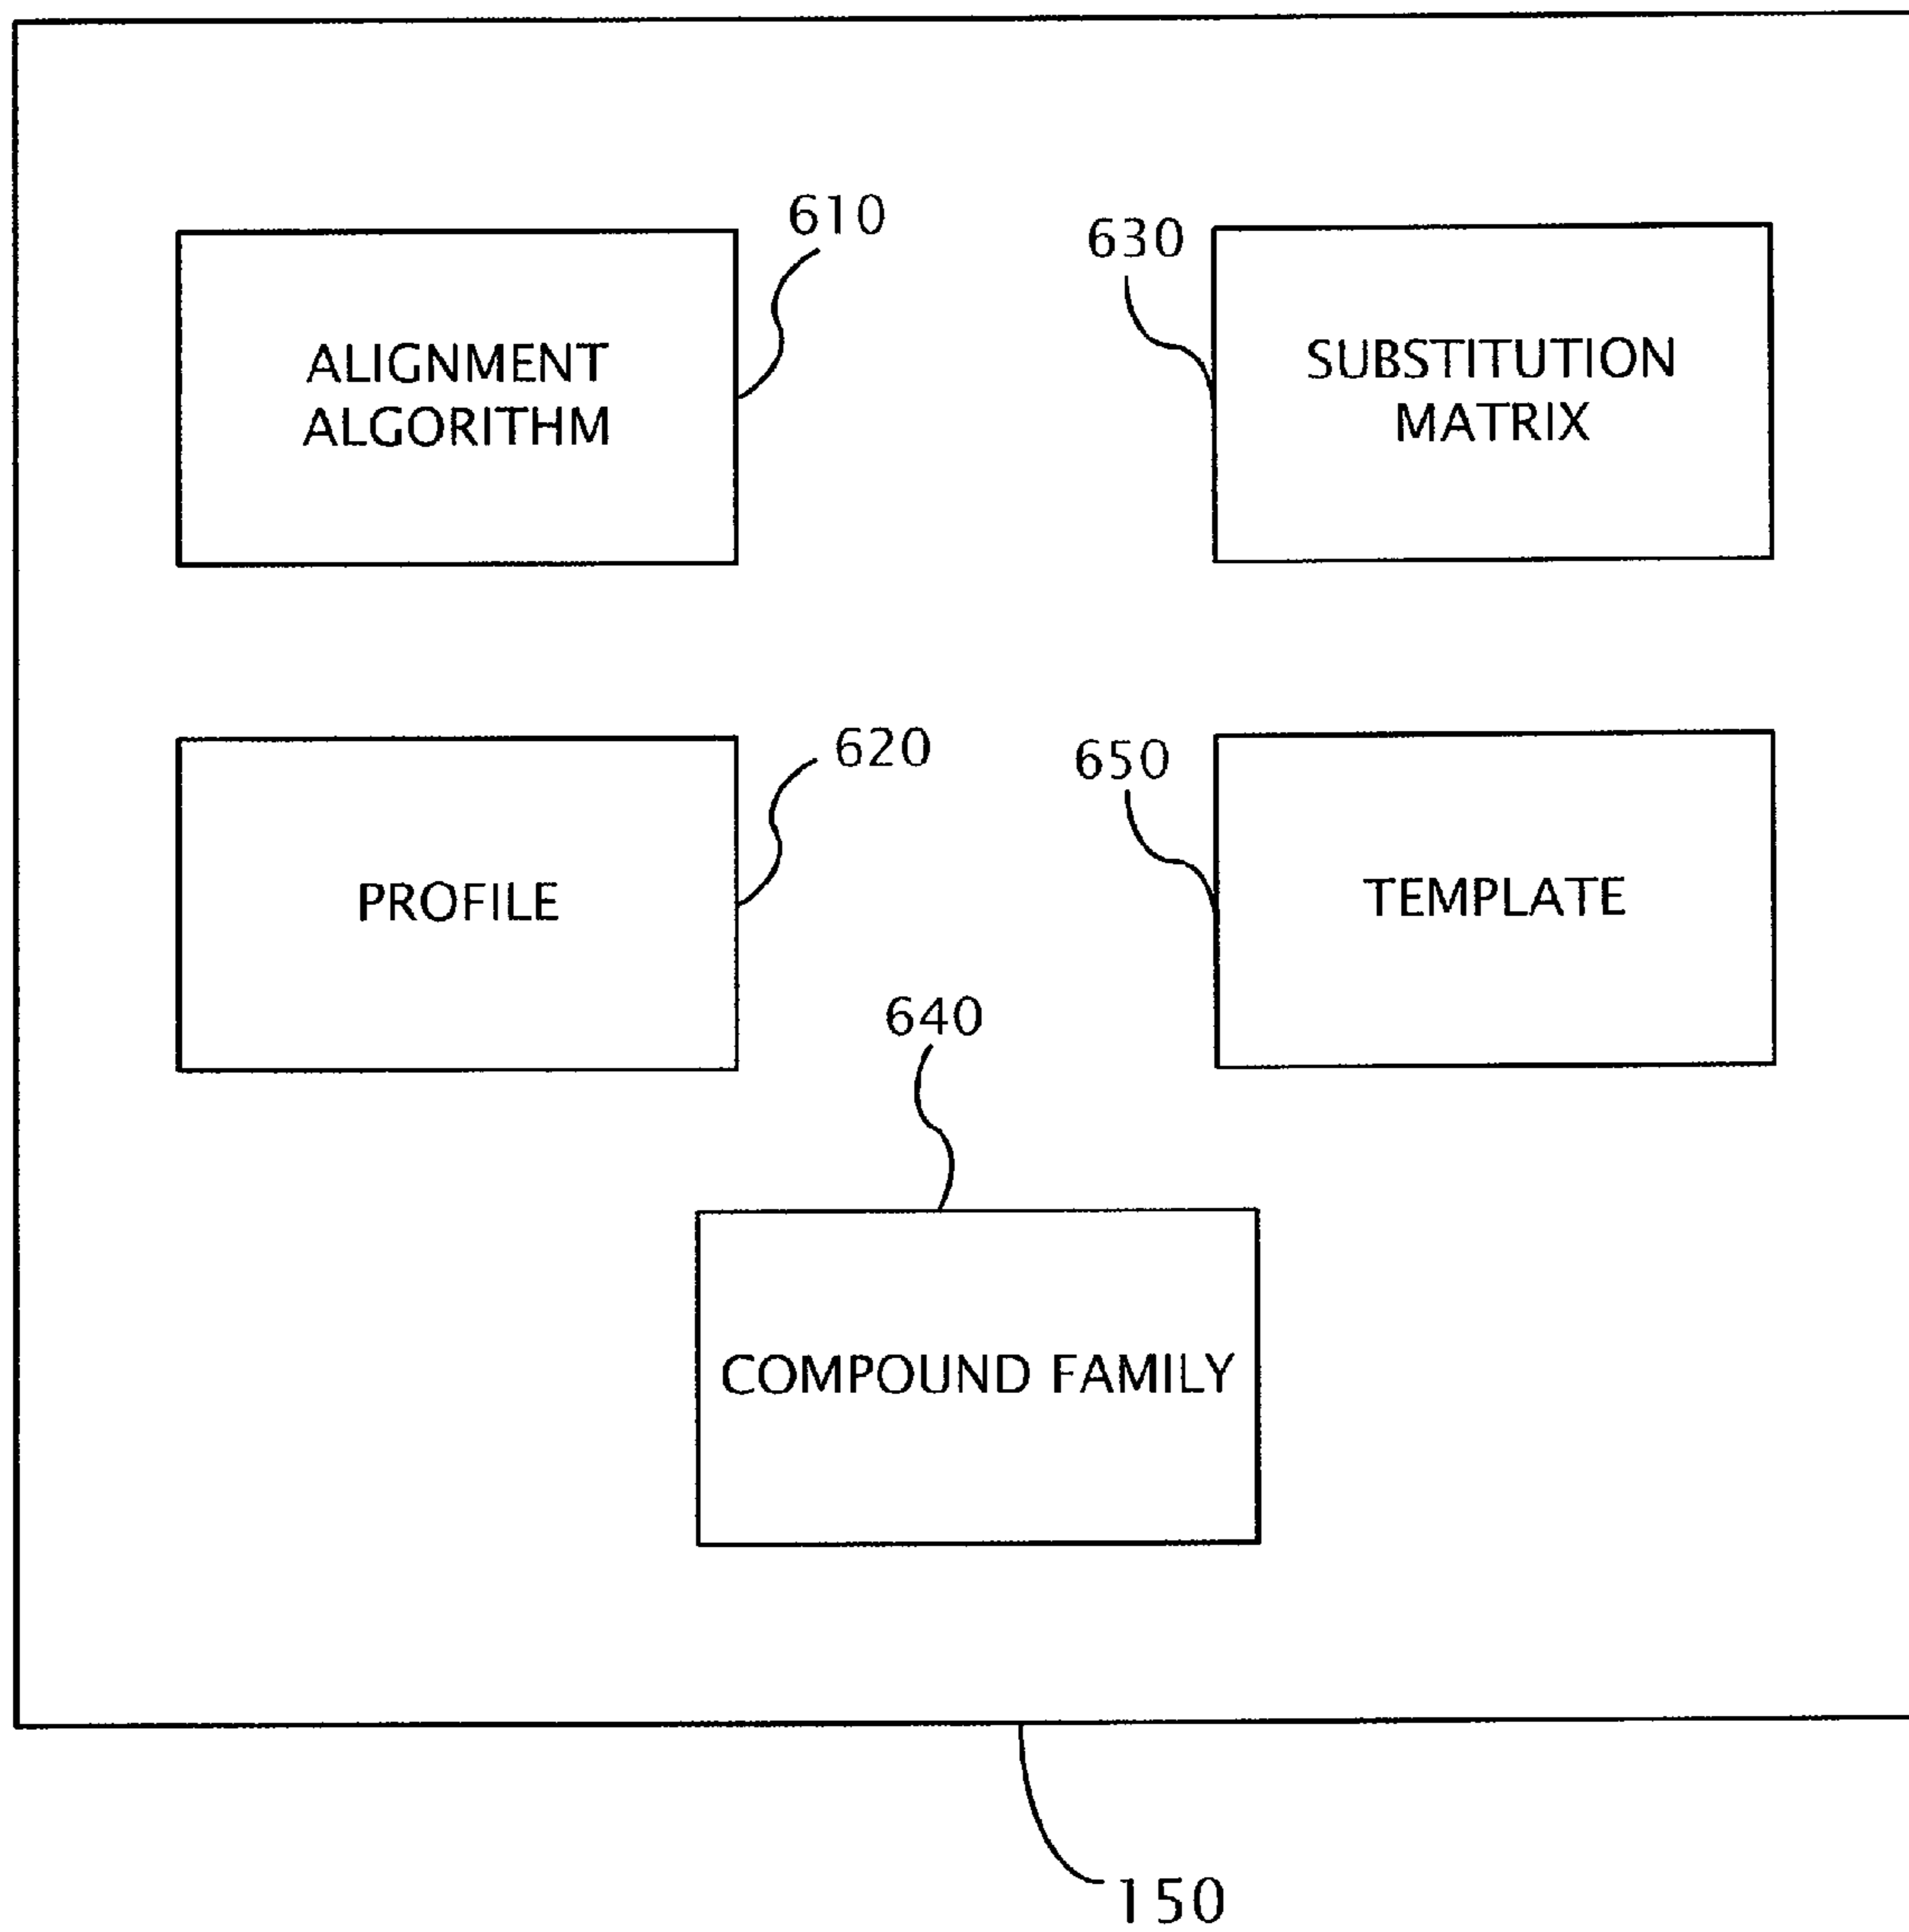 610
630
ALIGNMENT
ALGORITHM
SUBSTITUTION
MATRIX
620
650
PROFILE
TEMPLATE
640
COMPOUND FAMILY
150